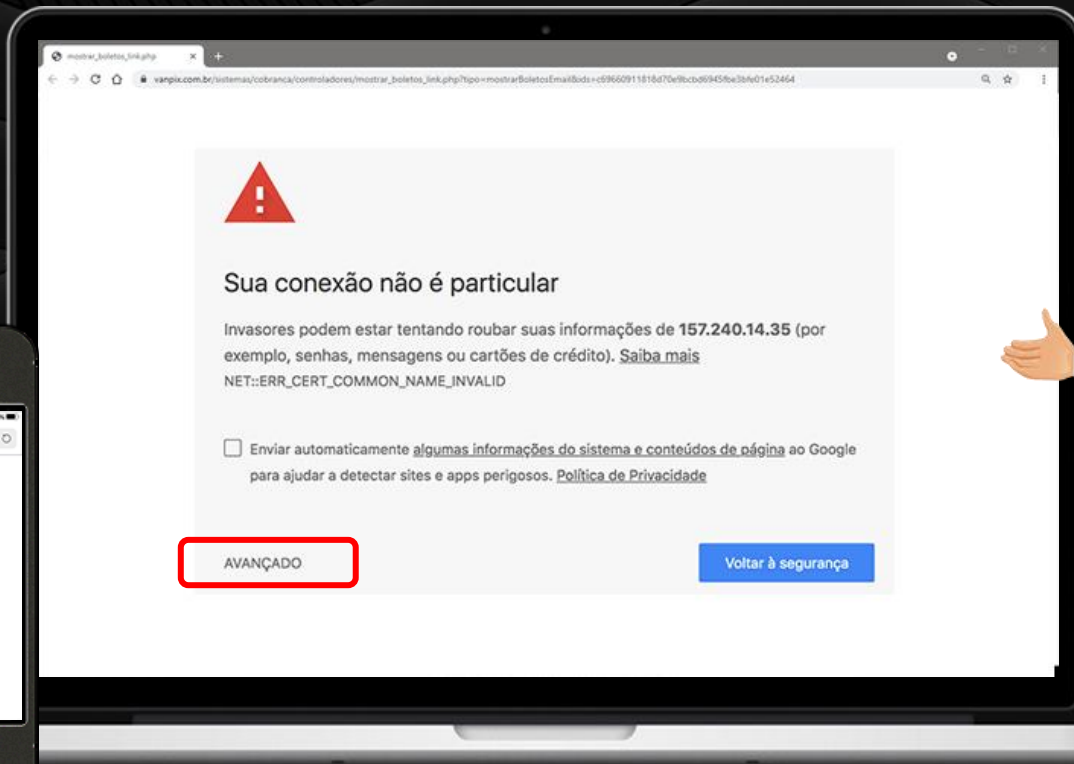 mostrar_boletos_link.php
vanpix.com.br/sistemas/cobranca/controladores/mostrar_boletos_link.php?tipo=mostrarBoletosEmail&ids=
Sua conexão não é particular
Invasores podem estar tentando roubar suas informações de 157.240.14.35 (por
exemplo, senhas, mensagens ou cartões de crédito). Saiba mais
NET::ERR_CERT_COMMON_NAME_INVALID
Enviar automaticamente algumas informações do sistema e conteúdos de página ao Google
para ajudar a detectar sites e apps perigosos. Política de Privacidade
AVANÇADO
Voltar à segurança